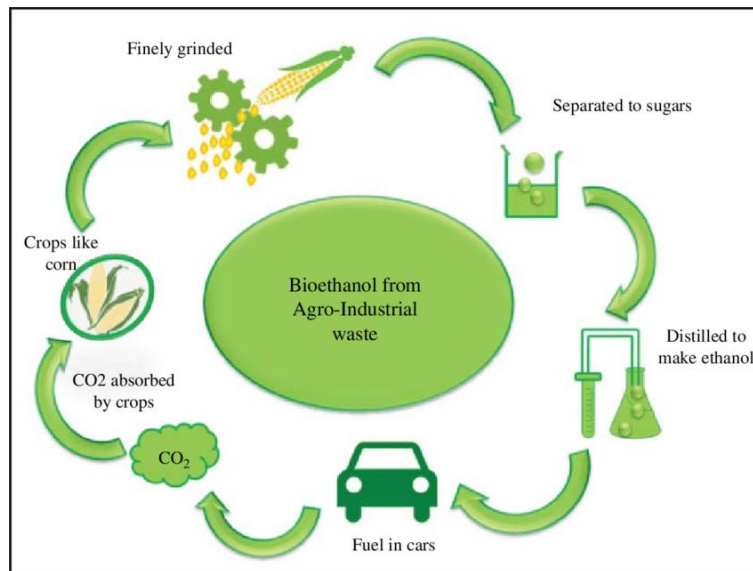 Finely grinded
Separated to sugars
Distilled to
make ethanol
Fuel in cars
CO₂
CO2 absorbed
by crops
Crops like
corn
Bioethanol from
Agro-Industrial
waste